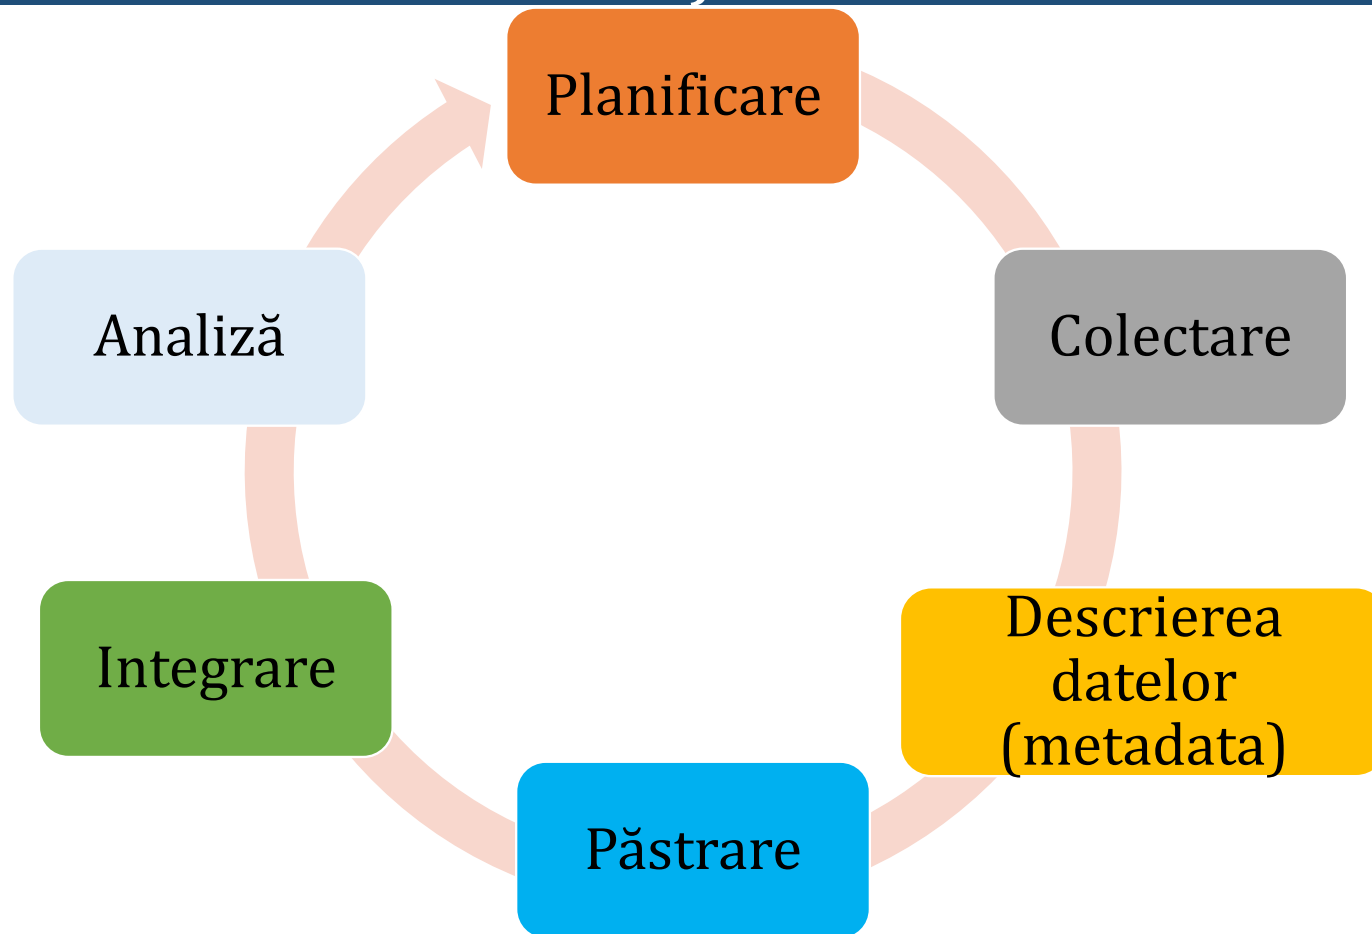 Planificare
Colectare
Descrierea
datelor
(metadata)
Păstrare
Integrare
Analiză